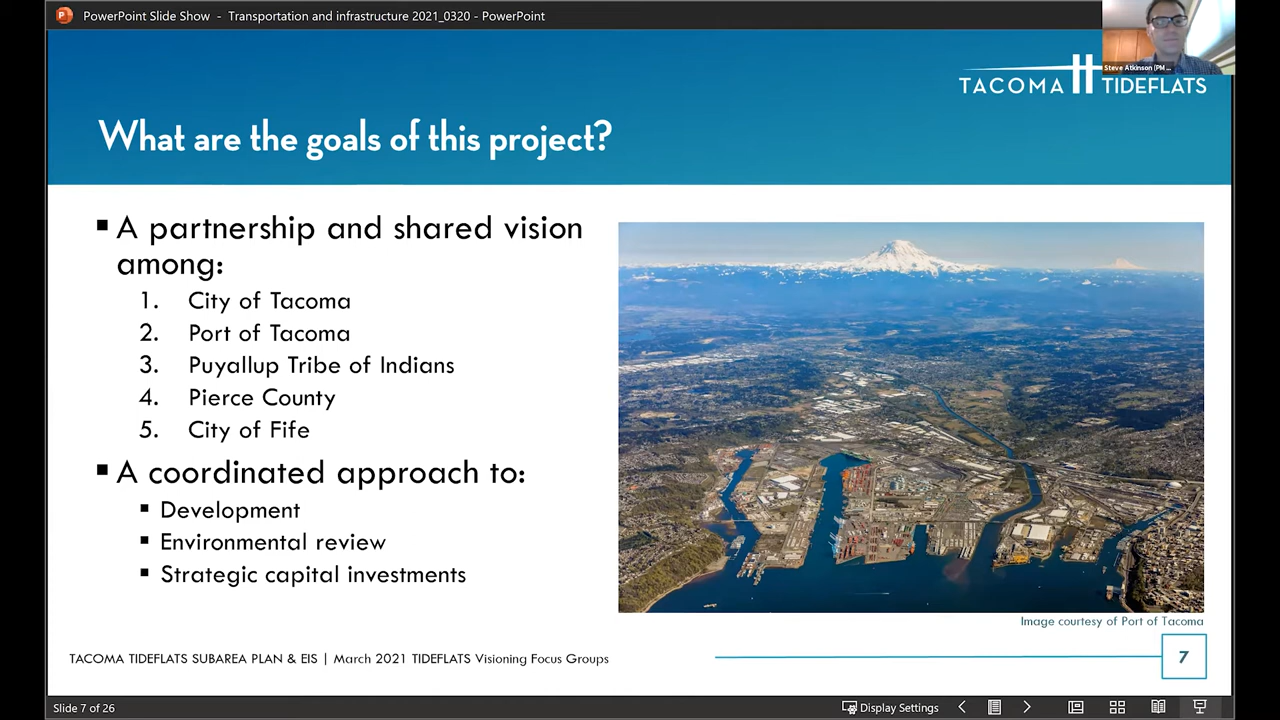 PowerPoint Slide Show - Transportation and infrastructure 2021_0320 - PowerPoint
Steve Atkinson (PM ...
TACOMA TIDEFLATS
What are the goals of this project?
▪ A partnership and shared vision
among:
1. City of Tacoma
2. Port of Tacoma
3. Puyallup Tribe of Indians
4. Pierce County
5. City of Fife
▪ A coordinated approach to:
▪ Development
▪ Environmental review
▪ Strategic capital investments
Image courtesy of Port of Tacoma
TACOMA TIDEFLATS SUBAREA PLAN & EIS | March 2021 TIDEFLATS Visioning Focus Groups
7
Slide 7 of 26
Display Settings